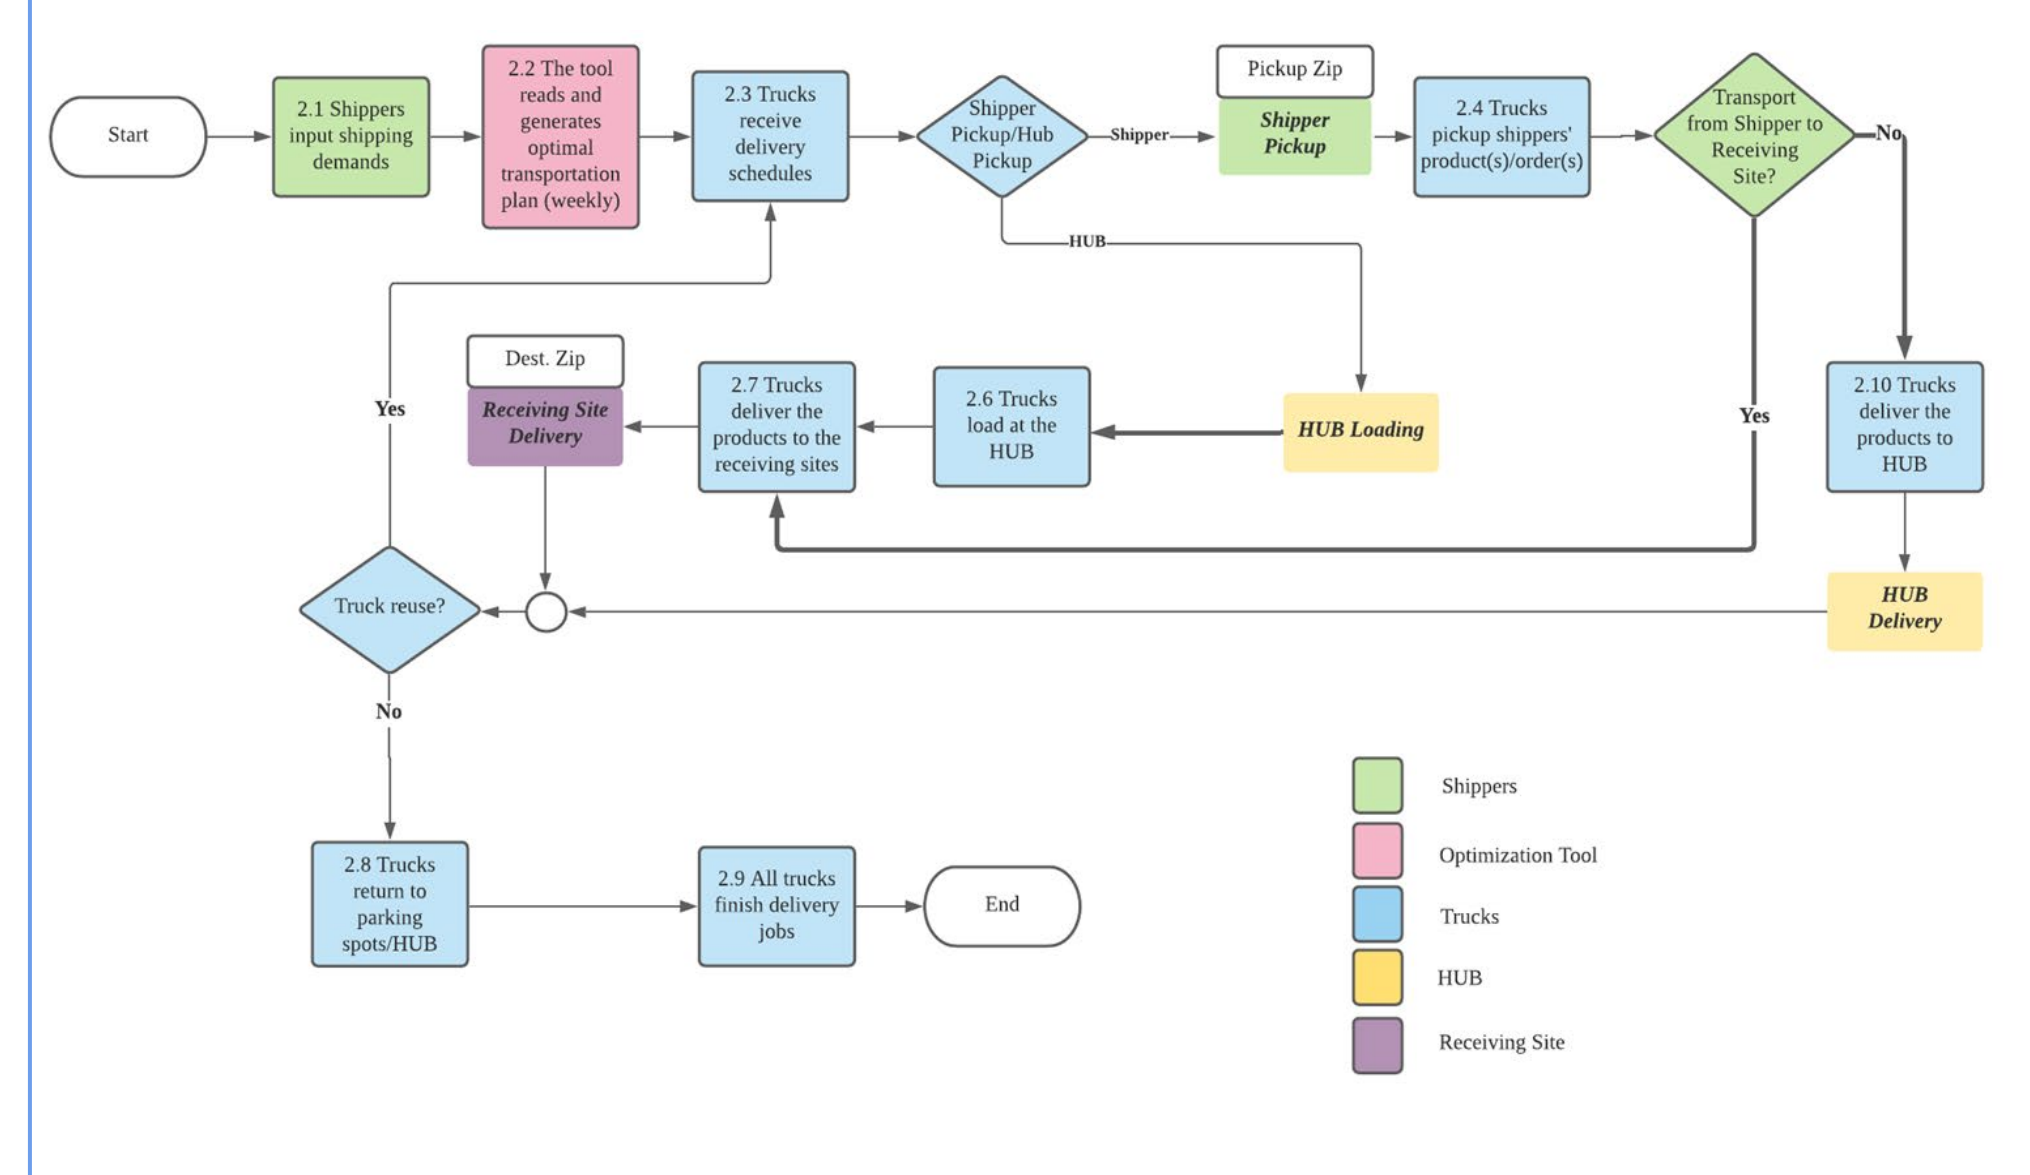 Start
2.1 Shippers
input shipping
demands
2.2 The tool
reads and
generates
optimal
transportation
plan (weekly)
2.3 Trucks
receive
delivery
schedules
Shipper
Pickup/Hub
Pickup
Shipper
Pickup Zip
Shipper
Pickup
2.4 Trucks
pickup shippers'
product(s)/order(s)
Transport
from Shipper to
Receiving
Site?
No
HUB
Yes
Dest. Zip
Receiving Site
Delivery
2.7 Trucks
deliver the
products to the
receiving sites
2.6 Trucks
load at the
HUB
HUB Loading
Yes
2.10 Trucks
deliver the
products to
HUB
Truck reuse?
HUB
Delivery
No
2.8 Trucks
return to
parking
spots/HUB
2.9 All trucks
finish delivery
jobs
End
Shippers
Optimization Tool
Trucks
HUB
Receiving Site